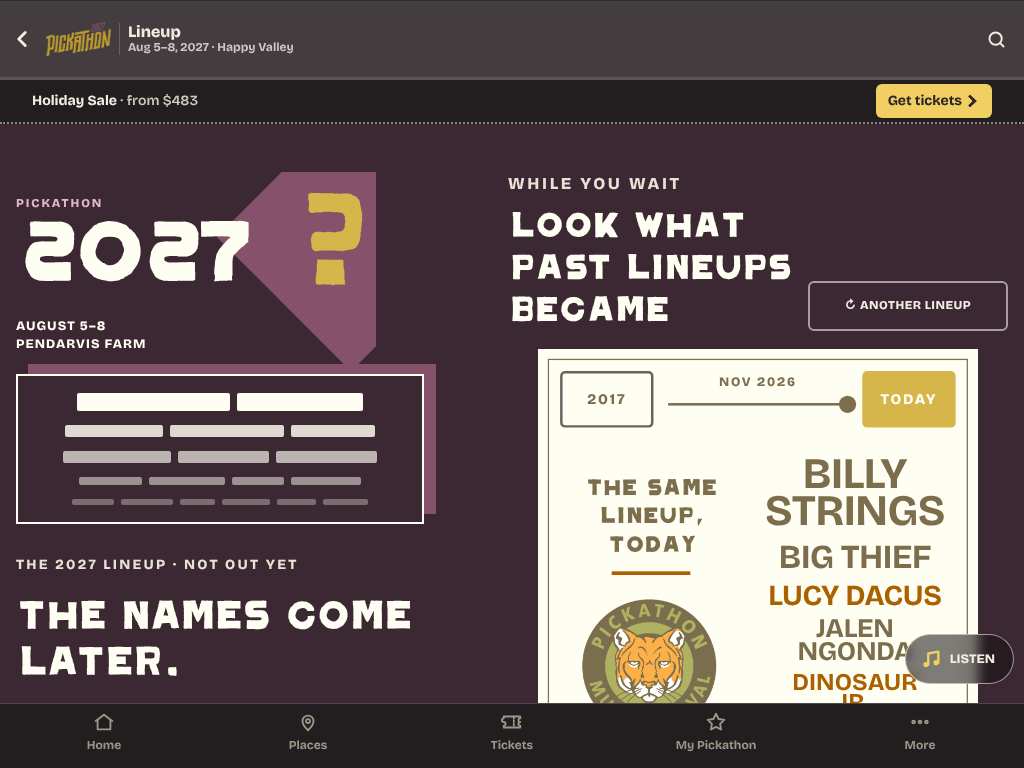 PICKATHON
Lineup
Aug 5–8, 2027 · Happy Valley
Holiday Sale · from $483
Get tickets
PICKATHON
2027
?
AUGUST 5–8
PENDARVIS FARM
THE 2027 LINEUP · NOT OUT YET
THE NAMES COME
LATER.
WHILE YOU WAIT
LOOK WHAT
PAST LINEUPS
BECAME
↻ ANOTHER LINEUP
2017
NOV 2026
TODAY
THE SAME
LINEUP,
TODAY
PICKATHON
BILLY
STRINGS
BIG THIEF
LUCY DACUS
JALEN
NGONDA
DINOSAUR
JR
LISTEN
Home
Places
Tickets
My Pickathon
More